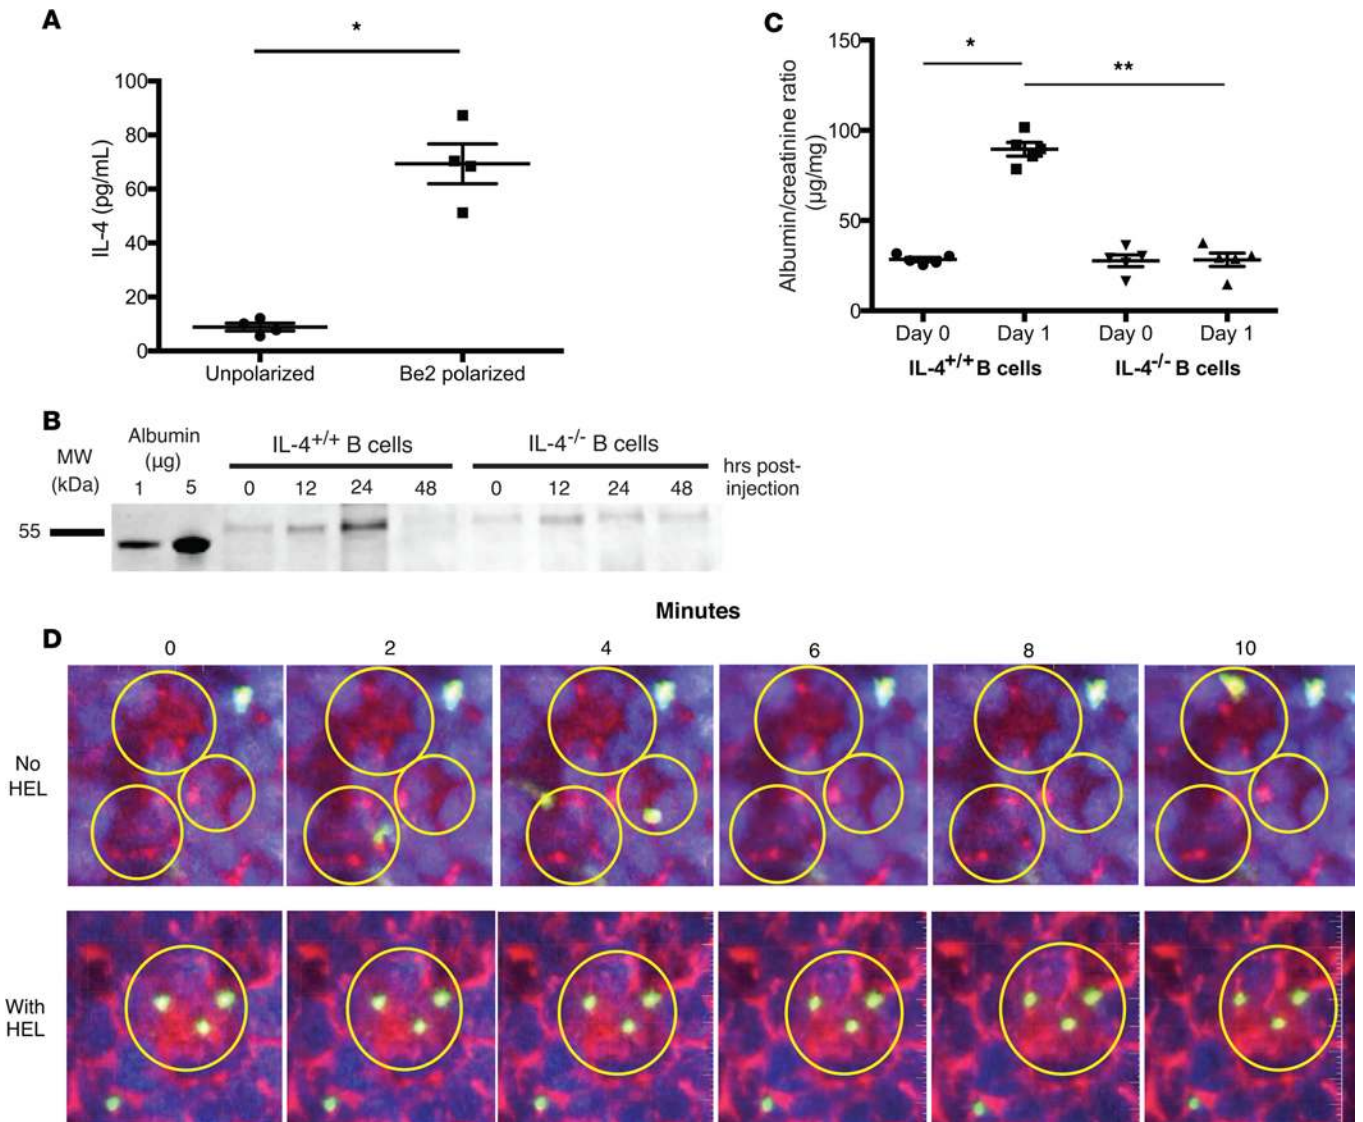 A
*
IL-4 (pg/mL)
100
80
60
40
20
0
Unpolarized
Be2 polarized
C
Albumin/creatinine ratio
(µg/mg)
150
100
50
0
*
**
Day 0
Day 1
Day 0
Day 1
IL-4+/+ B cells
IL-4-/- B cells
B
MW
(kDa)
Albumin
(µg)
1
5
IL-4+/+ B cells
0
12
24
48
IL-4-/- B cells
0
12
24
48
hrs post-
injection
55
D
Minutes
0
2
4
6
8
10
No
HEL
With
HEL